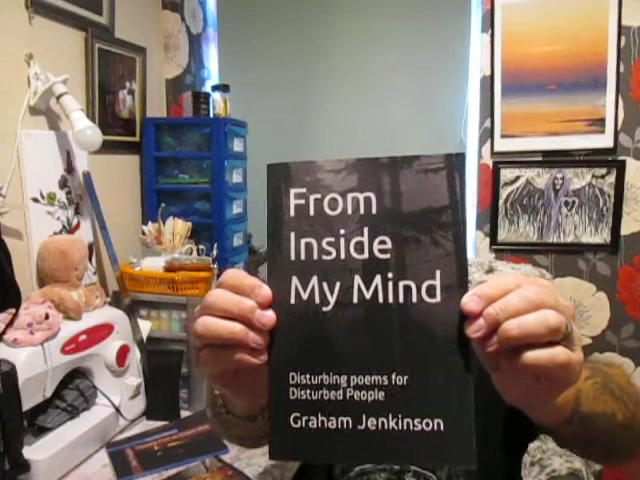 From
Inside
My Mind
Disturbing poems for
Disturbed People
Graham Jenkinson